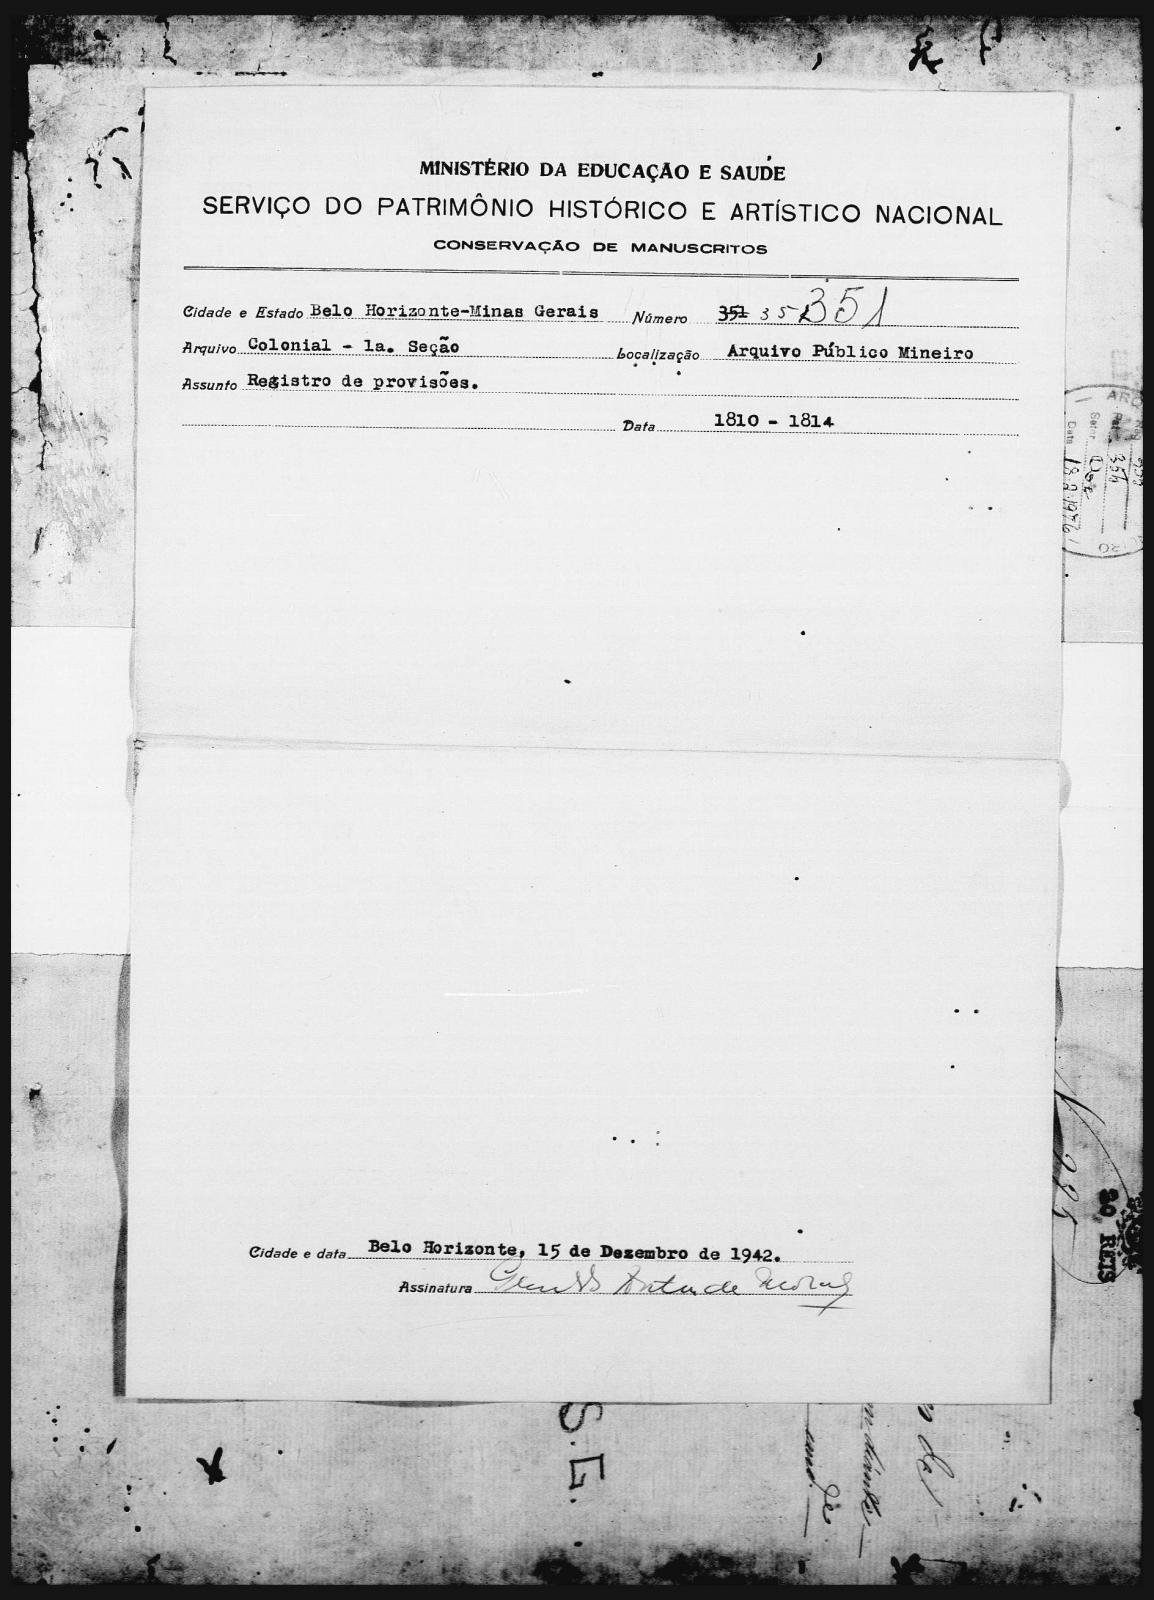 MINISTÉRIO DA EDUCAÇÃO E SAUDE
SERVIÇO DO PATRIMÔNIO HISTÓRICO E ARTÍSTICO NACIONAL
CONSERVAÇÃO DE MANUSCRITOS
Cidade e Estado Belo Horizonte-Minas Gerais Número 351 35 351
Arquivo Colonial - 1a. Seção Localização Arquivo Público Mineiro
Assunto Registro de provisões.
Data 1810 - 1814
Cidade e data Belo Horizonte, 15 de Dezembro de 1942.
Assinatura
20 REIS
S.G.